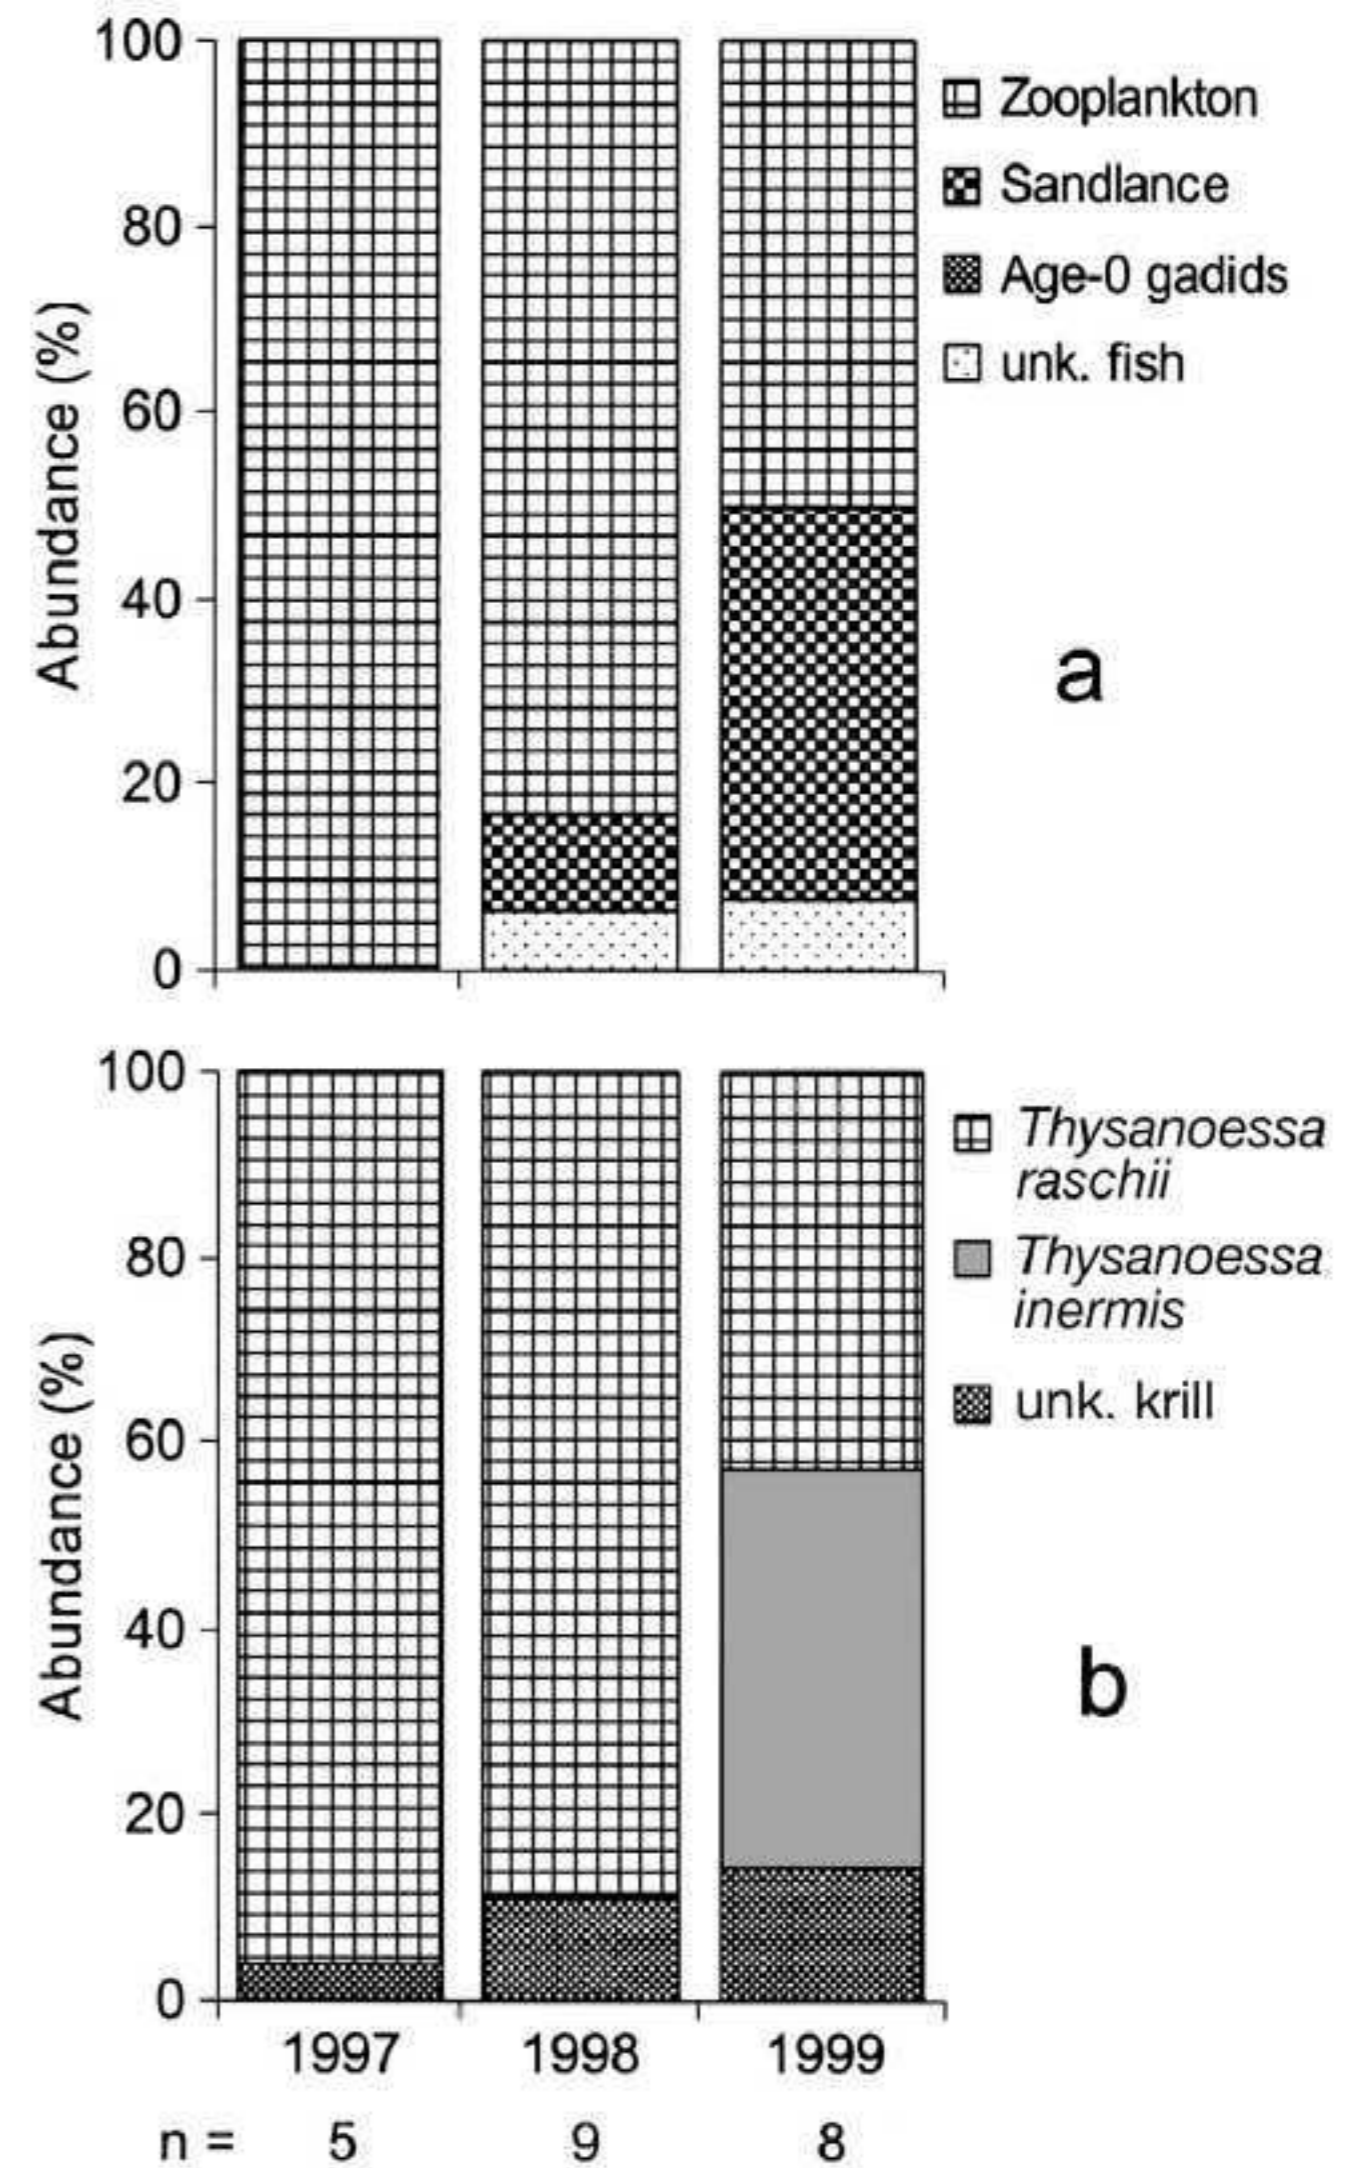 100
80
60
40
20
0
Abundance (%)
Zooplankton
Sandlance
Age-0 gadids
unk. fish
a
100
80
60
40
20
0
Abundance (%)
Thysanoessa
raschii
Thysanoessa
inermis
unk. krill
b
1997 1998 1999
n = 5 9 8